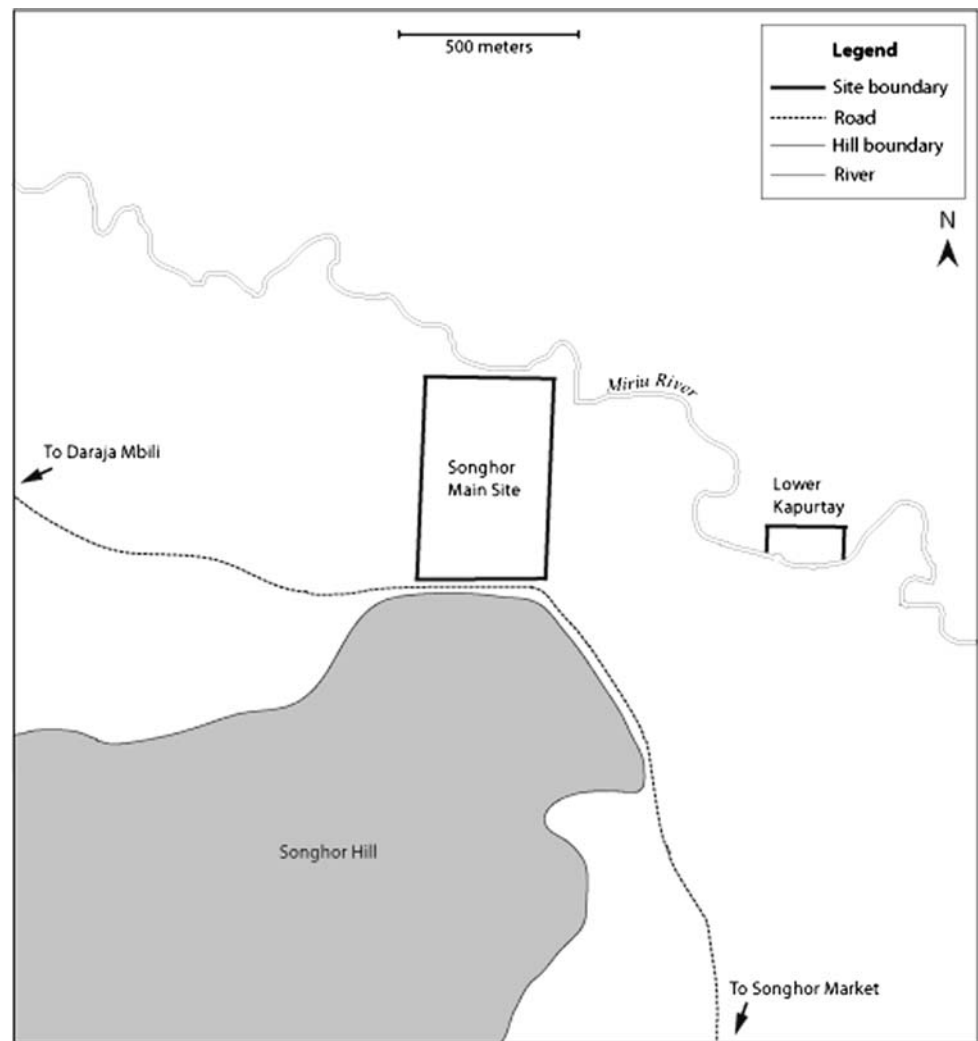 500 meters
Legend
Site boundary
Road
Hill boundary
River
N
Miriu River
To Daraja Mbili
Songhor
Main Site
Lower
Kapurtay
Songhor Hill
To Songhor Market